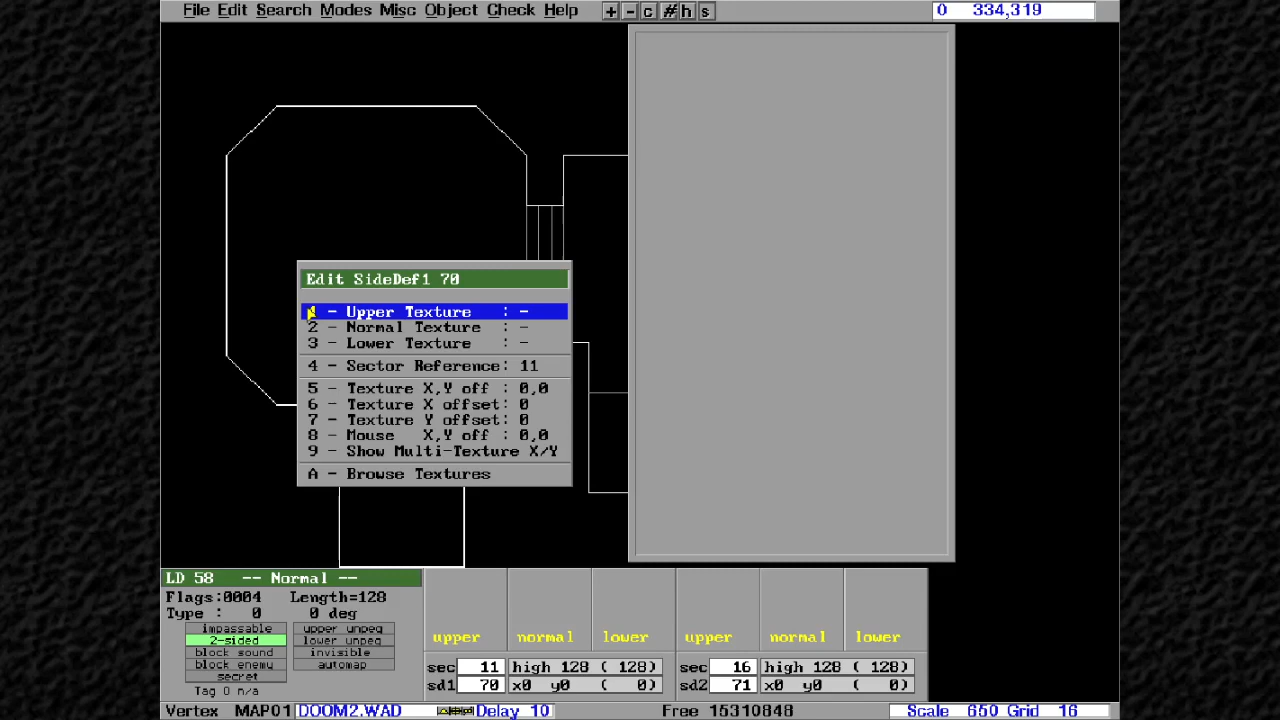 File Edit Search Modes Misc Object Check Help + - c # h s 0 334,319
Edit SideDef1 70
1 - Upper Texture : -
2 - Normal Texture : -
3 - Lower Texture : -
4 - Sector Reference: 11
5 - Texture X,Y off : 0,0
6 - Texture X offset: 0
7 - Texture Y offset: 0
8 - Mouse X,Y off : 0,0
9 - Show Multi-Texture X/Y
A - Browse Textures
LD 58 -- Normal --
Flags:0004 Length=128
Type : 0 0 deg
impassable upper unpeg
2-sided lower unpeg
block sound invisible
block enemy automap
secret
Tag 0 n/a
upper normal lower upper normal lower
sec 11 high 128 ( 128) sec 16 high 128 ( 128)
sd1 70 x0 y0 ( 0) sd2 71 x0 y0 ( 0)
Vertex MAP01 DOOM2.WAD Delay 10 Free 15310848 Scale 650 Grid 16